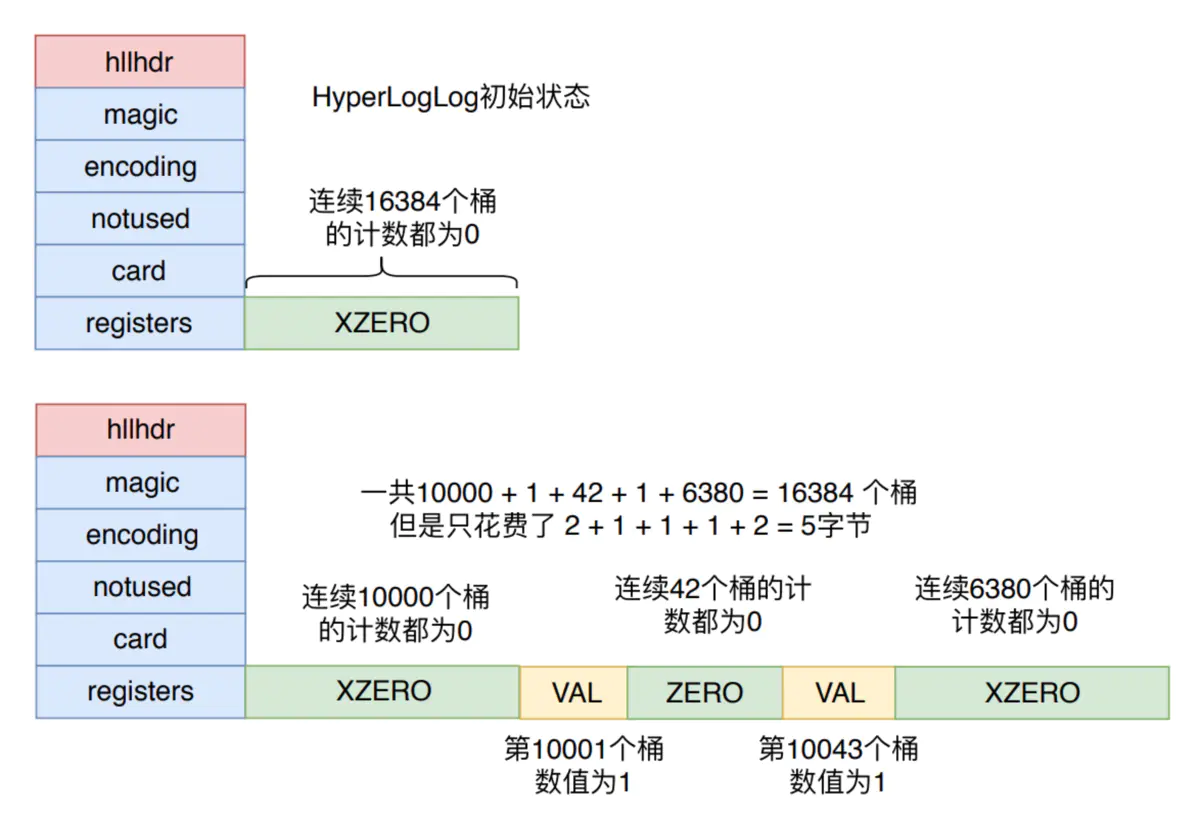 hllhdr
magic
encoding
notused
card
registers
HyperLogLog初始状态
连续16384个桶
的计数都为0
XZERO
hllhdr
magic
encoding
notused
card
registers
一共10000 + 1 + 42 + 1 + 6380 = 16384 个桶
但是只花费了 2 + 1 + 1 + 1 + 2 = 5字节
连续10000个桶
的计数都为0
连续42个桶的计
数都为0
连续6380个桶的
计数都为0
XZERO
VAL
ZERO
VAL
XZERO
第10001个桶
数值为1
第10043个桶
数值为1